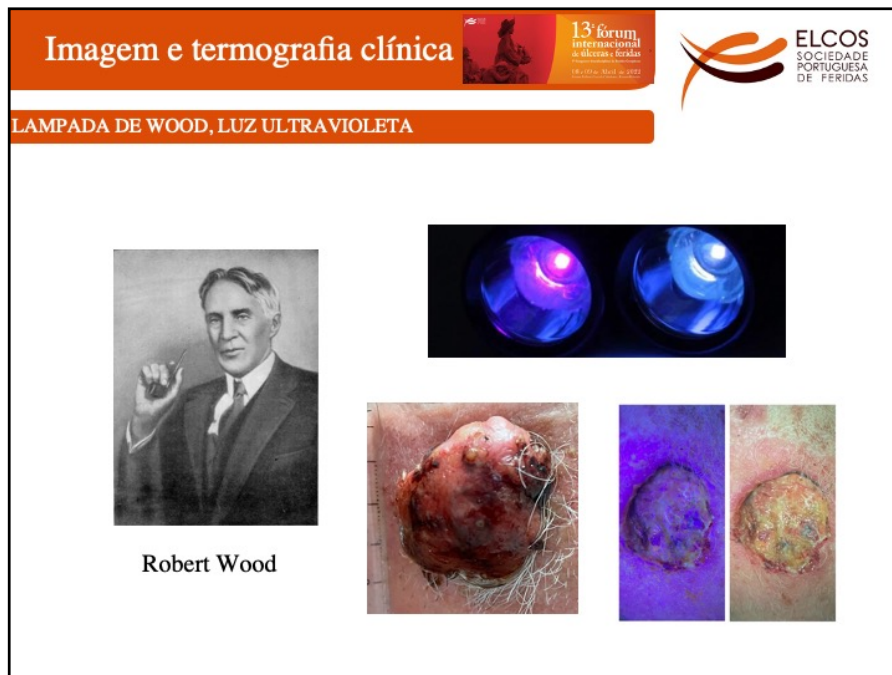 Imagem e termografia clínica
13º fórum
internacional
de úlceras e feridas
ELCOS
SOCIEDADE
PORTUGUESA
DE FERIDAS
LAMPADA DE WOOD, LUZ ULTRAVIOLETA
Robert Wood